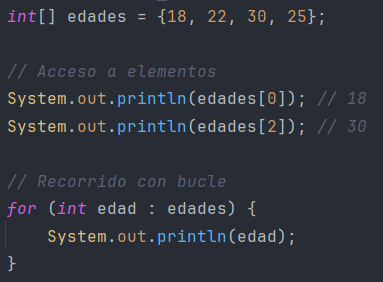 int[] edades = {18, 22, 30, 25};
// Acceso a elementos
System.out.println(edades[0]); // 18
System.out.println(edades[2]); // 30
// Recorrido con bucle
for (int edad : edades) {
    System.out.println(edad);
}